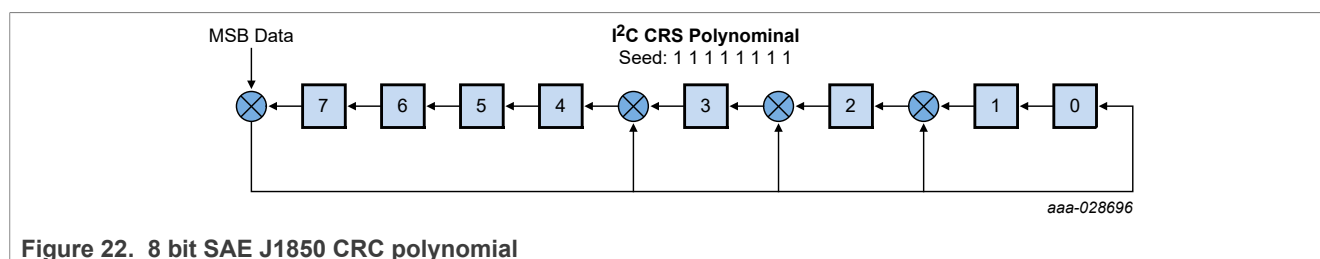 MSB Data
I²C CRS Polynominal
Seed: 1 1 1 1 1 1 1 1
7 6 5 4 3 2 1 0
aaa-028696
Figure 22. 8 bit SAE J1850 CRC polynomial